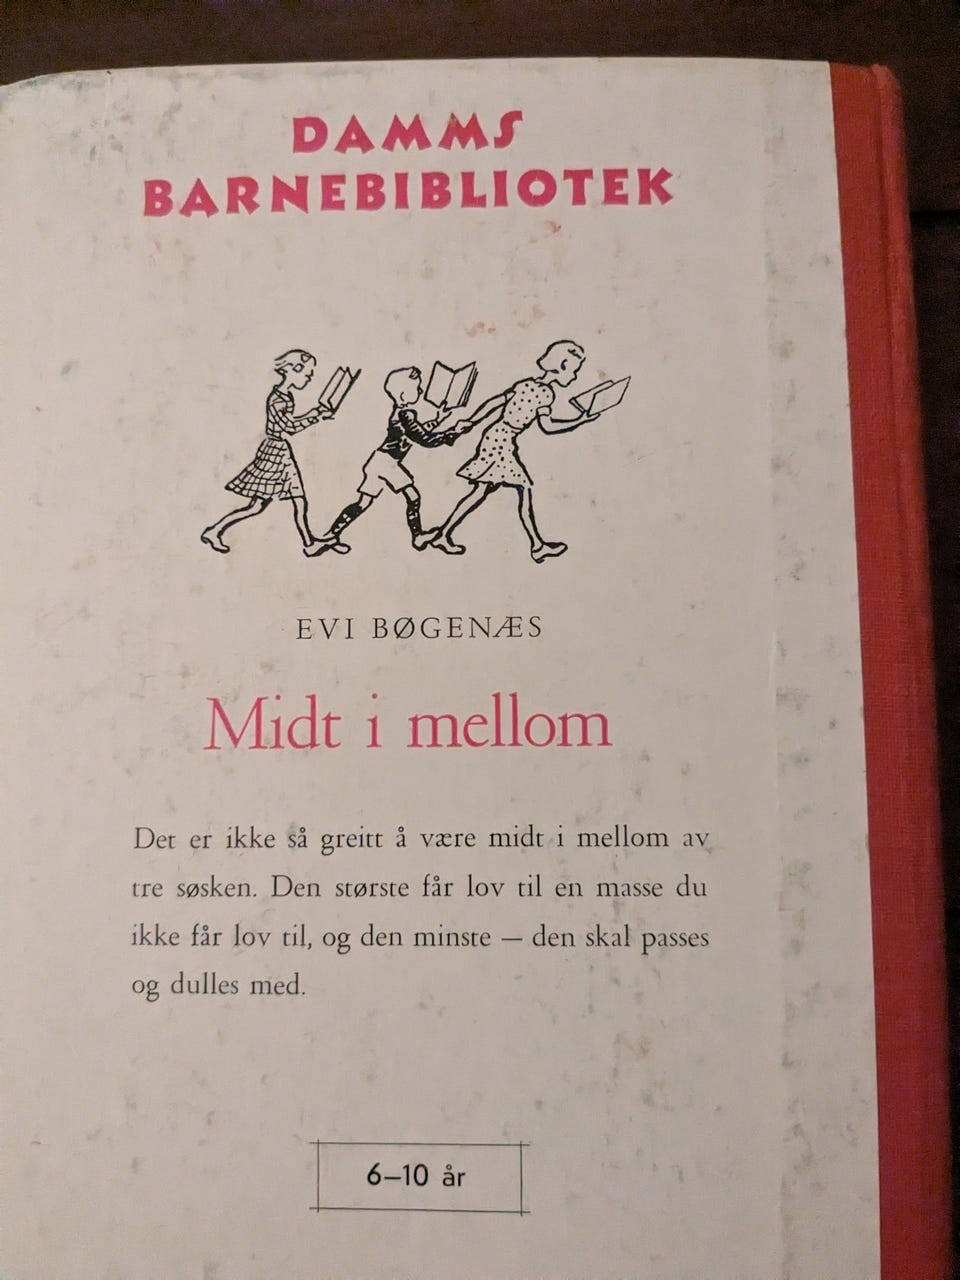 DAMMS
BARNEBIBLIOTEK
EVI BØGENÆS
Midt i mellom
Det er ikke så greitt å være midt i mellom av
tre søsken. Den største får lov til en masse du
ikke får lov til, og den minste — den skal passes
og dulles med.
6–10 år